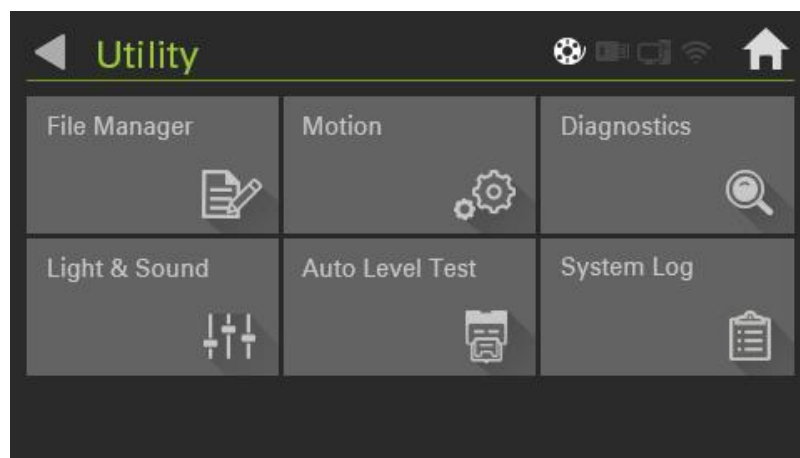 Utility
File Manager
Motion
Diagnostics
Light & Sound
Auto Level Test
System Log